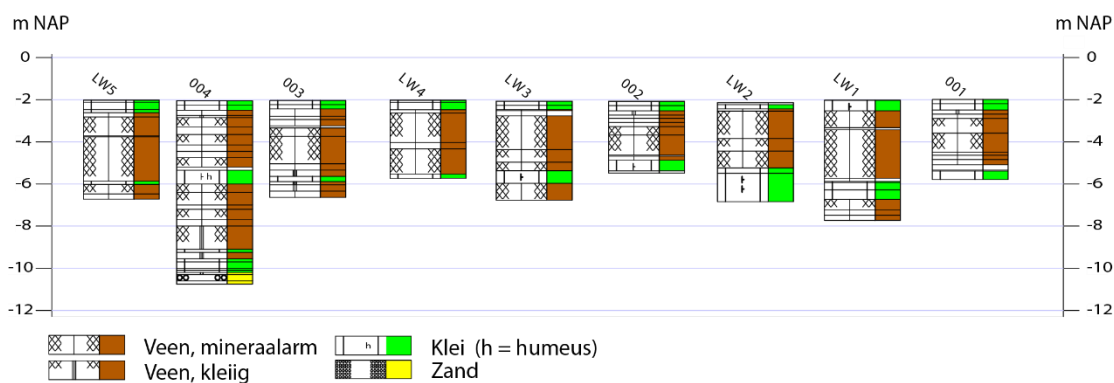 m NAP m NAP
0 LW5 004 003 LW4 LW3 002 LW2 LW1 001 0
-2 -2
-4 -4
-6 h -6
-8 -8
-10 -10
-12 -12
Veen, mineraalarm h Klei (h = humeus)
Veen, kleiig Zand